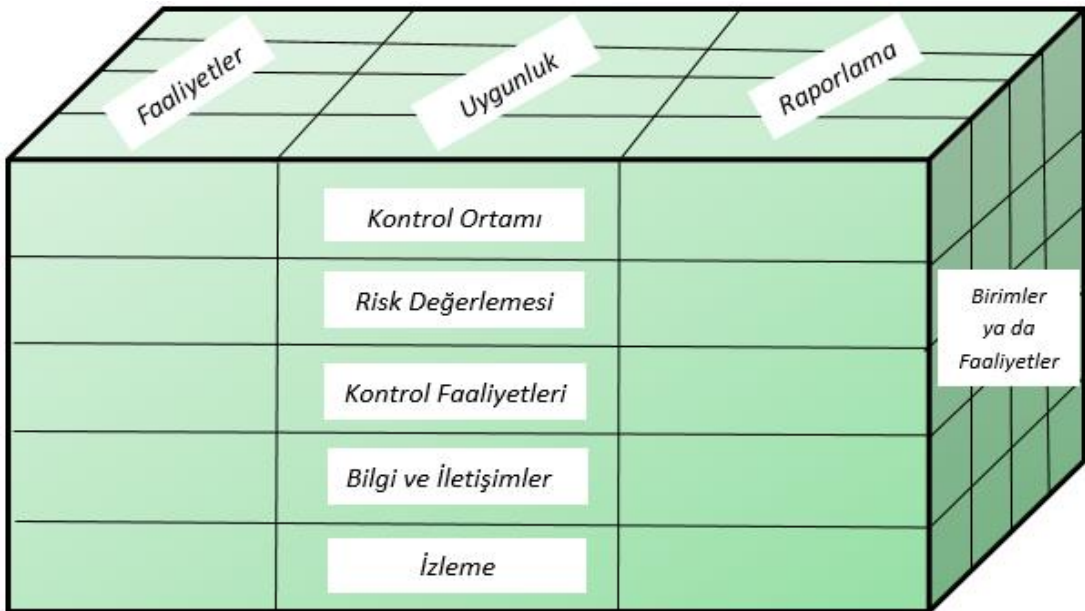 Faaliyetler
Uygunluk
Raporlama
Kontrol Ortamı
Risk Değerlemesi
Kontrol Faaliyetleri
Bilgi ve İletişimler
İzleme
Birimler
ya da
Faaliyetler